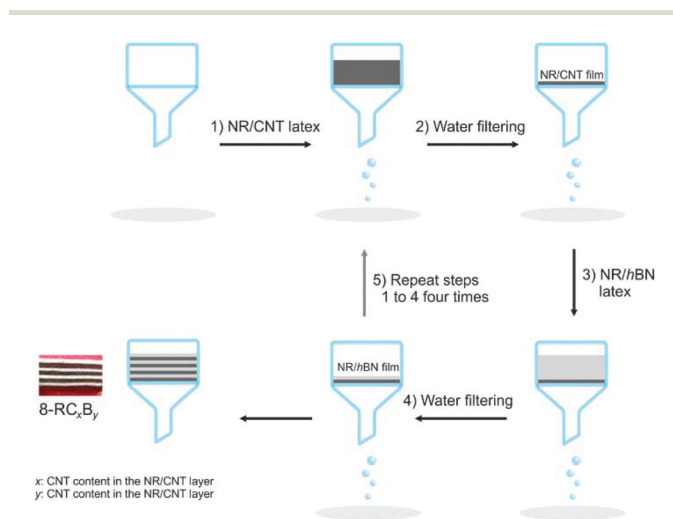 NR/CNT film
1) NR/CNT latex
2) Water filtering
3) NR/hBN
latex
5) Repeat steps
1 to 4 four times
NR/hBN film
4) Water filtering
8-RCxBy
x: CNT content in the NR/CNT layer
y: CNT content in the NR/CNT layer